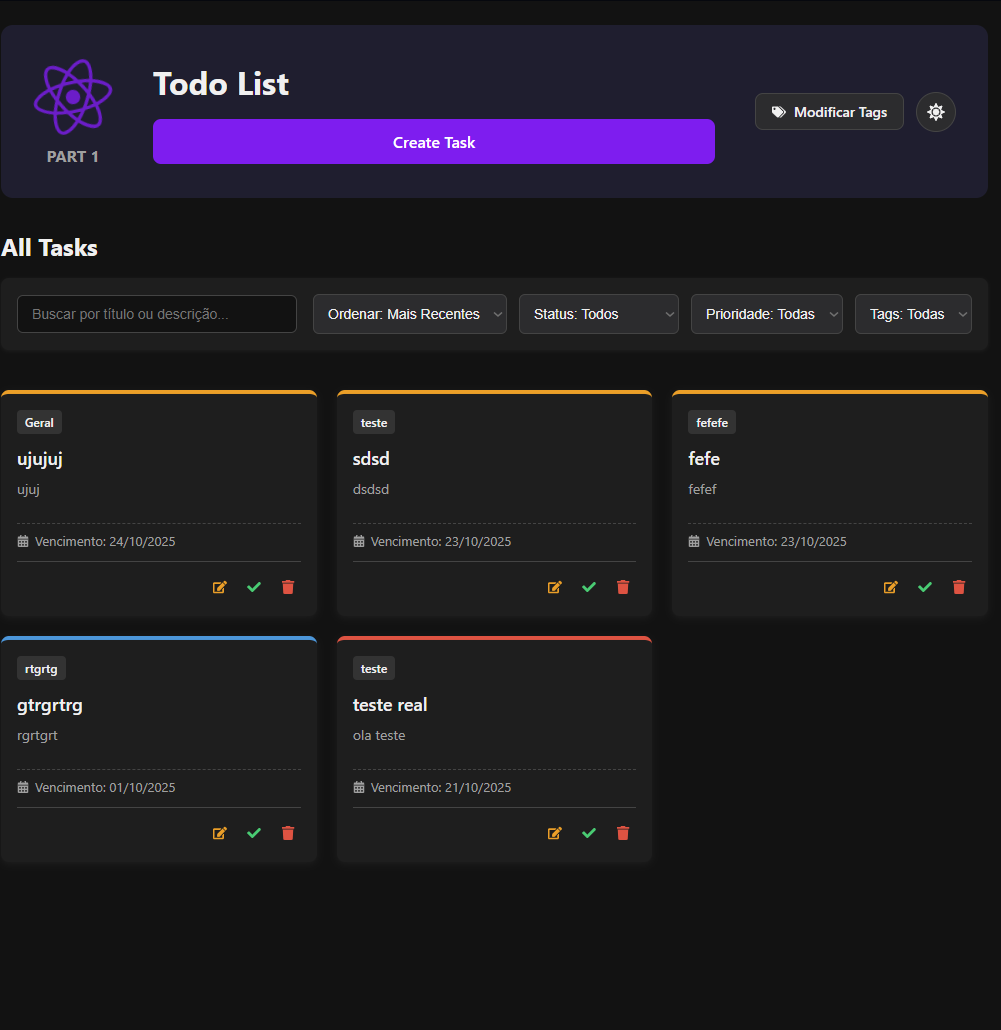 Todo List
PART 1
Create Task
Modificar Tags
All Tasks
Buscar por título ou descrição...
Ordenar: Mais Recentes
Status: Todos
Prioridade: Todas
Tags: Todas
Geral
ujujuj
ujuj
Vencimento: 24/10/2025
teste
sdsd
dsdsd
Vencimento: 23/10/2025
fefefe
fefe
fefef
Vencimento: 23/10/2025
rtgrtg
gtrgrtrg
rgrtgrt
Vencimento: 01/10/2025
teste
teste real
ola teste
Vencimento: 21/10/2025